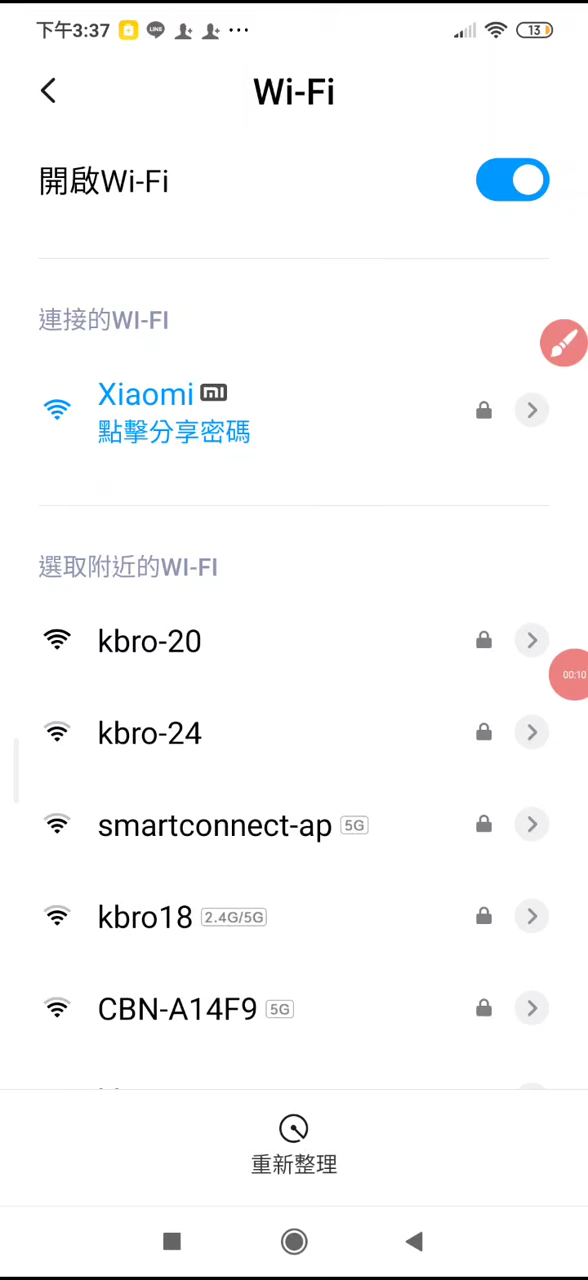 下午3:37 LINE ... 13
Wi-Fi
開啟Wi-Fi
連接的WI-FI
Xiaomi MI
點擊分享密碼
選取附近的WI-FI
kbro-20
00:10
kbro-24
smartconnect-ap 5G
kbro18 2.4G/5G
CBN-A14F9 5G
重新整理